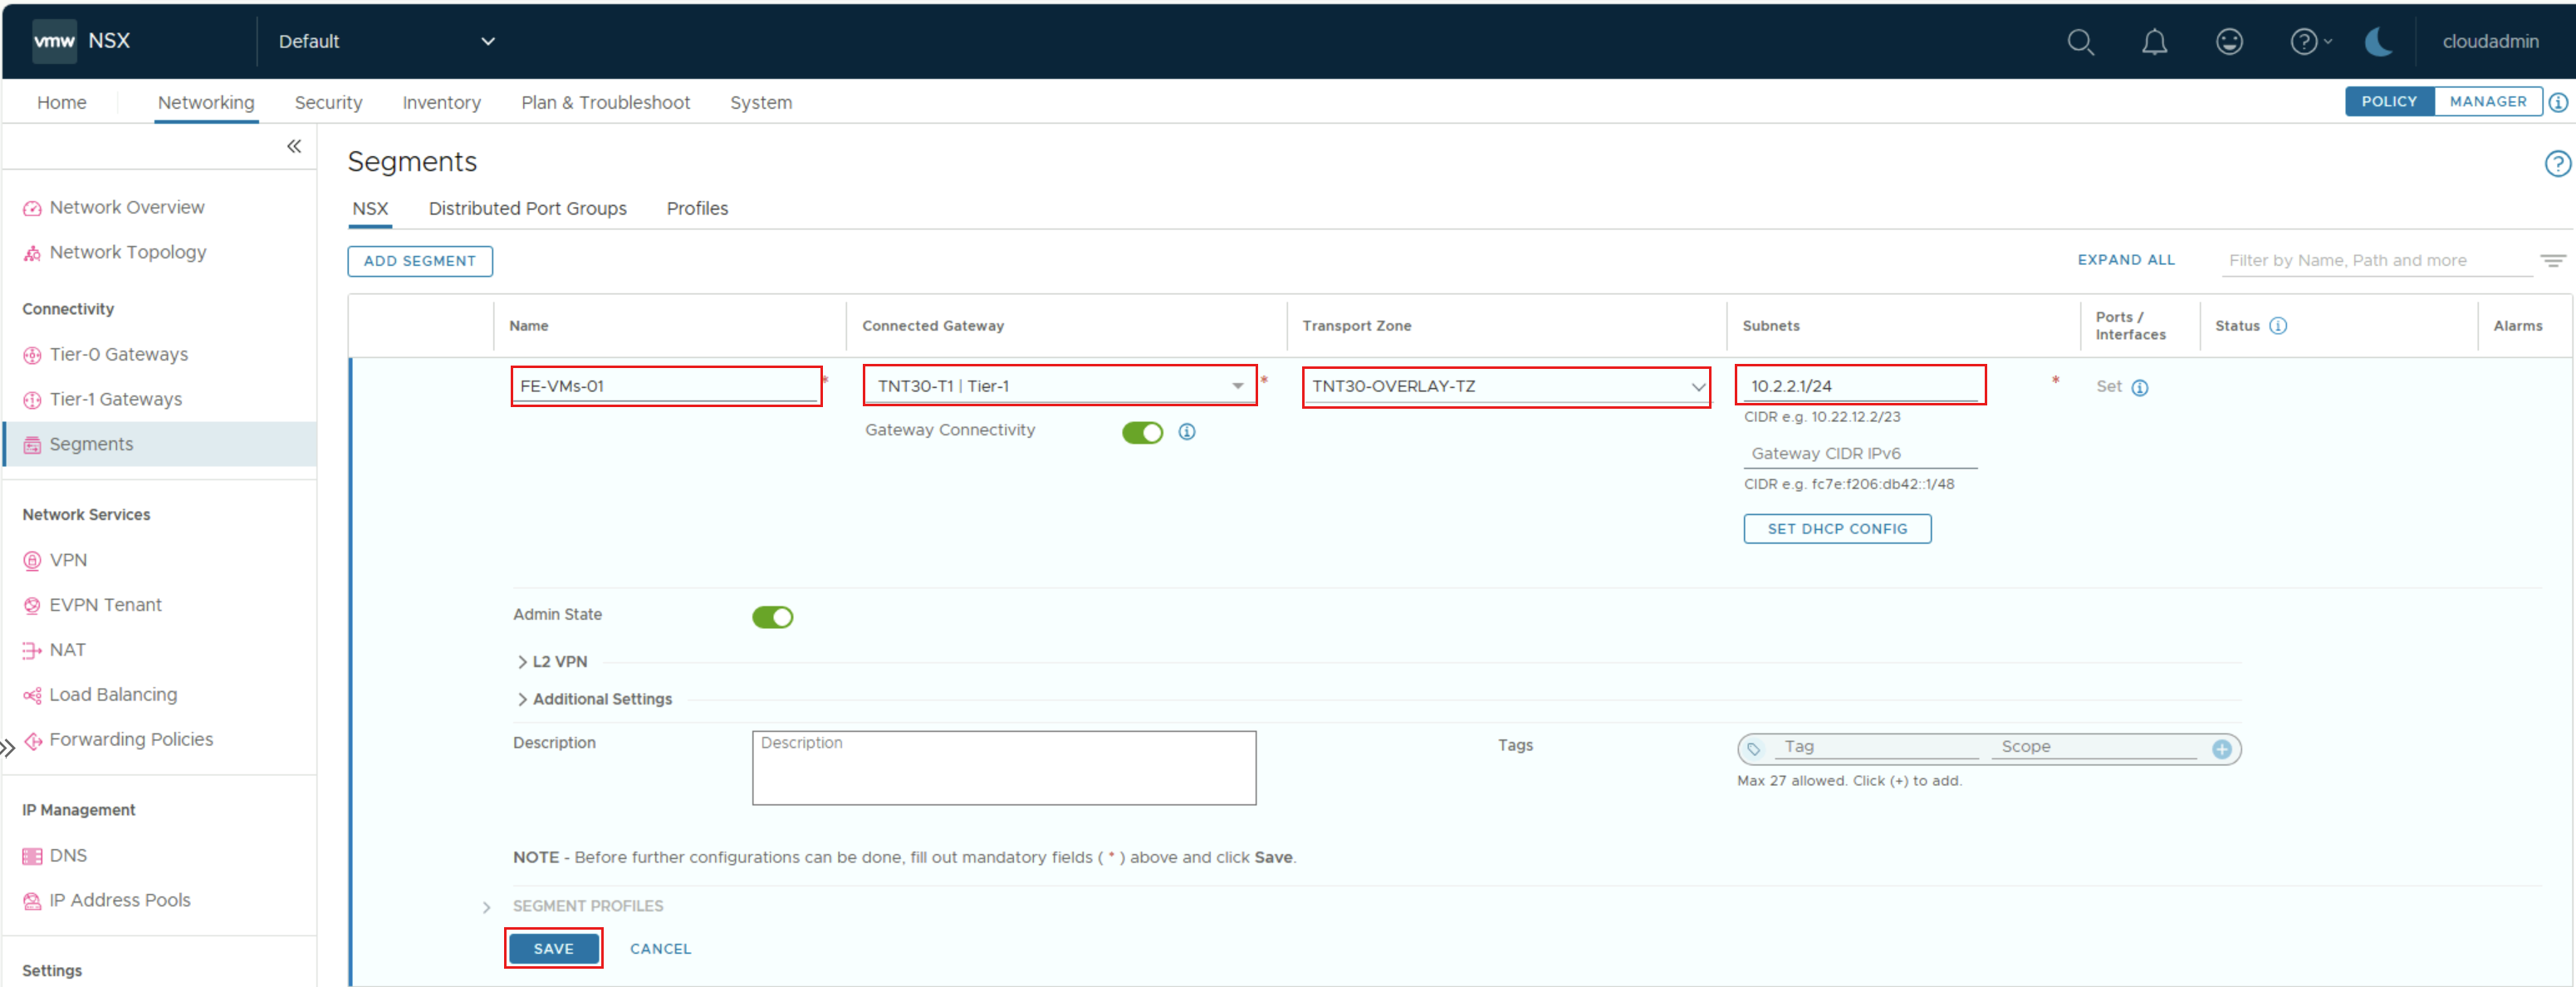 vmw NSX Default cloudadmin
Home Networking Security Inventory Plan & Troubleshoot System POLICY MANAGER
Network Overview
Network Topology
Connectivity
Tier-0 Gateways
Tier-1 Gateways
Segments
Network Services
VPN
EVPN Tenant
NAT
Load Balancing
Forwarding Policies
IP Management
DNS
IP Address Pools
Settings
Segments
NSX Distributed Port Groups Profiles
ADD SEGMENT EXPAND ALL Filter by Name, Path and more
Name Connected Gateway Transport Zone Subnets Ports / Interfaces Status Alarms
FE-VMs-01 * TNT30-T1 | Tier-1 * TNT30-OVERLAY-TZ 10.2.2.1/24 * Set
CIDR e.g. 10.22.12.2/23
Gateway Connectivity
Gateway CIDR IPv6
CIDR e.g. fc7e:f206:db42::1/48
SET DHCP CONFIG
Admin State
L2 VPN
Additional Settings
Description Description Tags Tag Scope
Max 27 allowed. Click (+) to add.
NOTE - Before further configurations can be done, fill out mandatory fields ( * ) above and click Save.
SEGMENT PROFILES
SAVE CANCEL